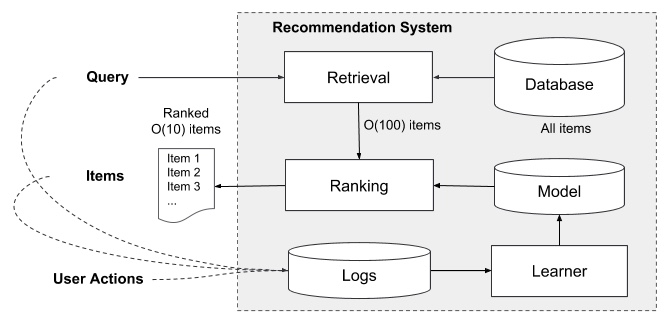 Recommendation System
Query
Retrieval
Database
All items
Ranked
O(10) items
O(100) items
Items
Item 1
Item 2
Item 3
...
Ranking
Model
User Actions
Logs
Learner